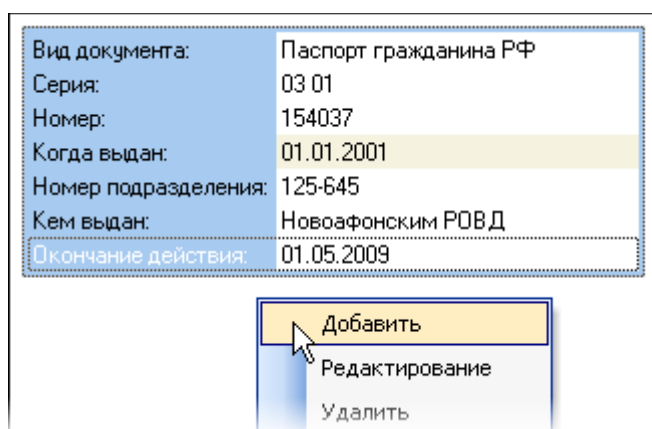 Вид документа: Паспорт гражданина РФ
Серия: 03 01
Номер: 154037
Когда выдан: 01.01.2001
Номер подразделения: 125-645
Кем выдан: Новоафонским РОВД
Окончание действия: 01.05.2009
Добавить
Редактирование
Удалить